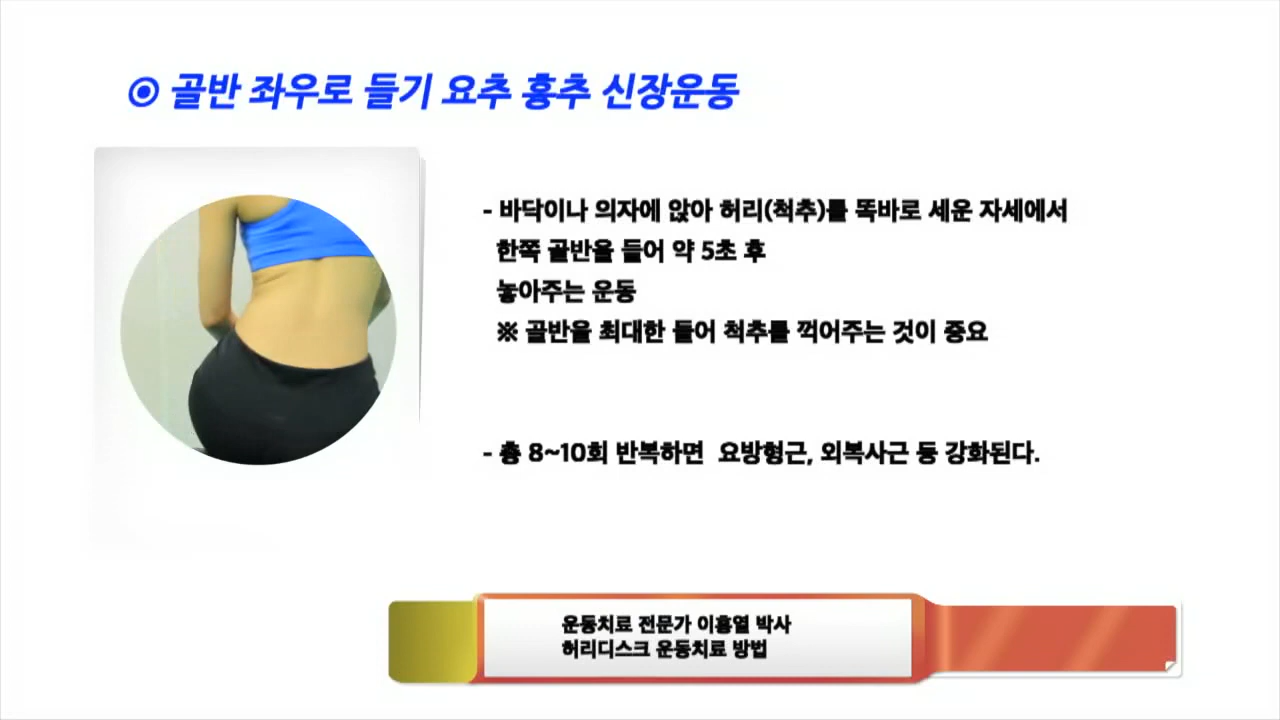 ◎ 골반 좌우로 들기 요추 흉추 신장운동
- 바닥이나 의자에 앉아 허리(척추)를 똑바로 세운 자세에서
한쪽 골반을 들어 약 5초 후
놓아주는 운동
※ 골반을 최대한 들어 척추를 꺽어주는 것이 중요
- 총 8~10회 반복하면 요방형근, 외복사근 등 강화된다.
운동치료 전문가 이흥열 박사
허리디스크 운동치료 방법